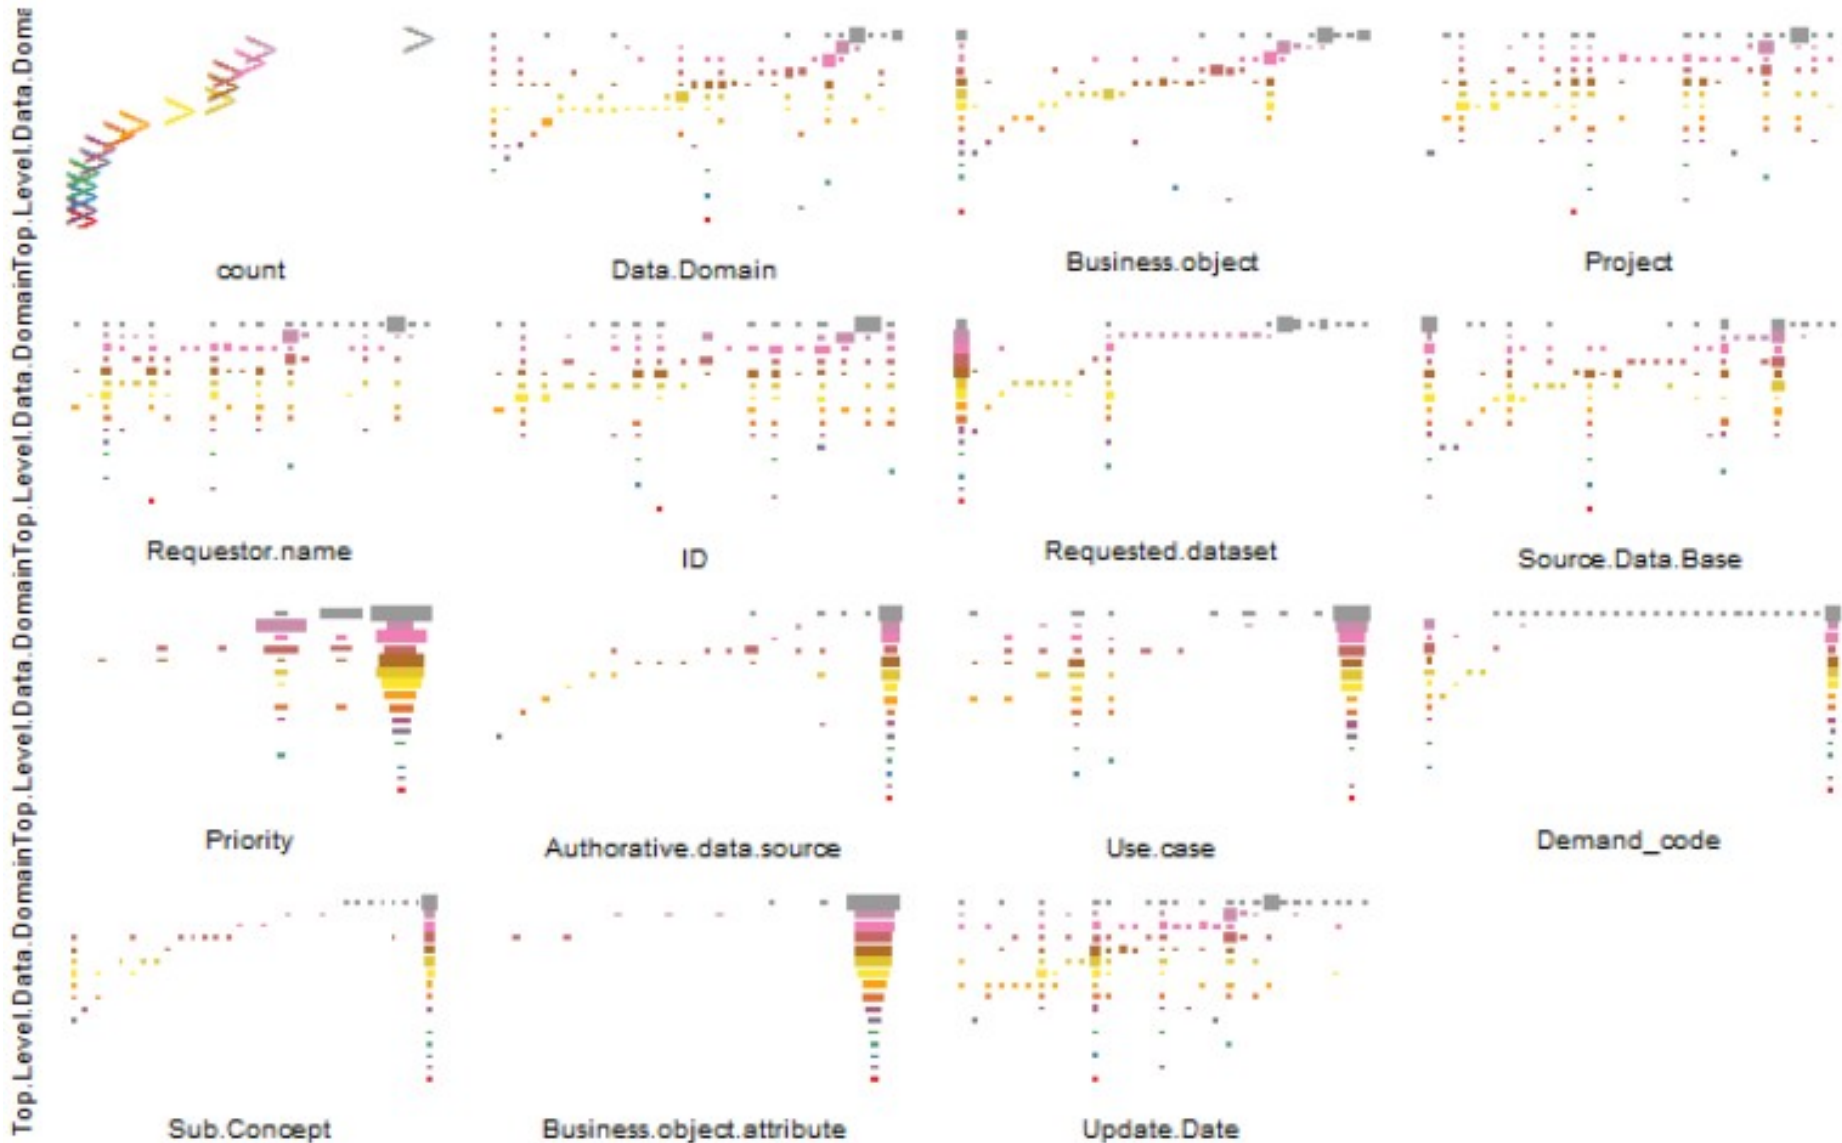 Top.Level.Data.DomainTop.Level.Data.DomainTop.Level.Data.DomainTop.Level.Data.Doma
count
Data.Domain
Business.object
Project
Requestor.name
ID
Requested.dataset
Source.Data.Base
Priority
Authorative.data.source
Use.case
Demand_code
Sub.Concept
Business.object.attribute
Update.Date